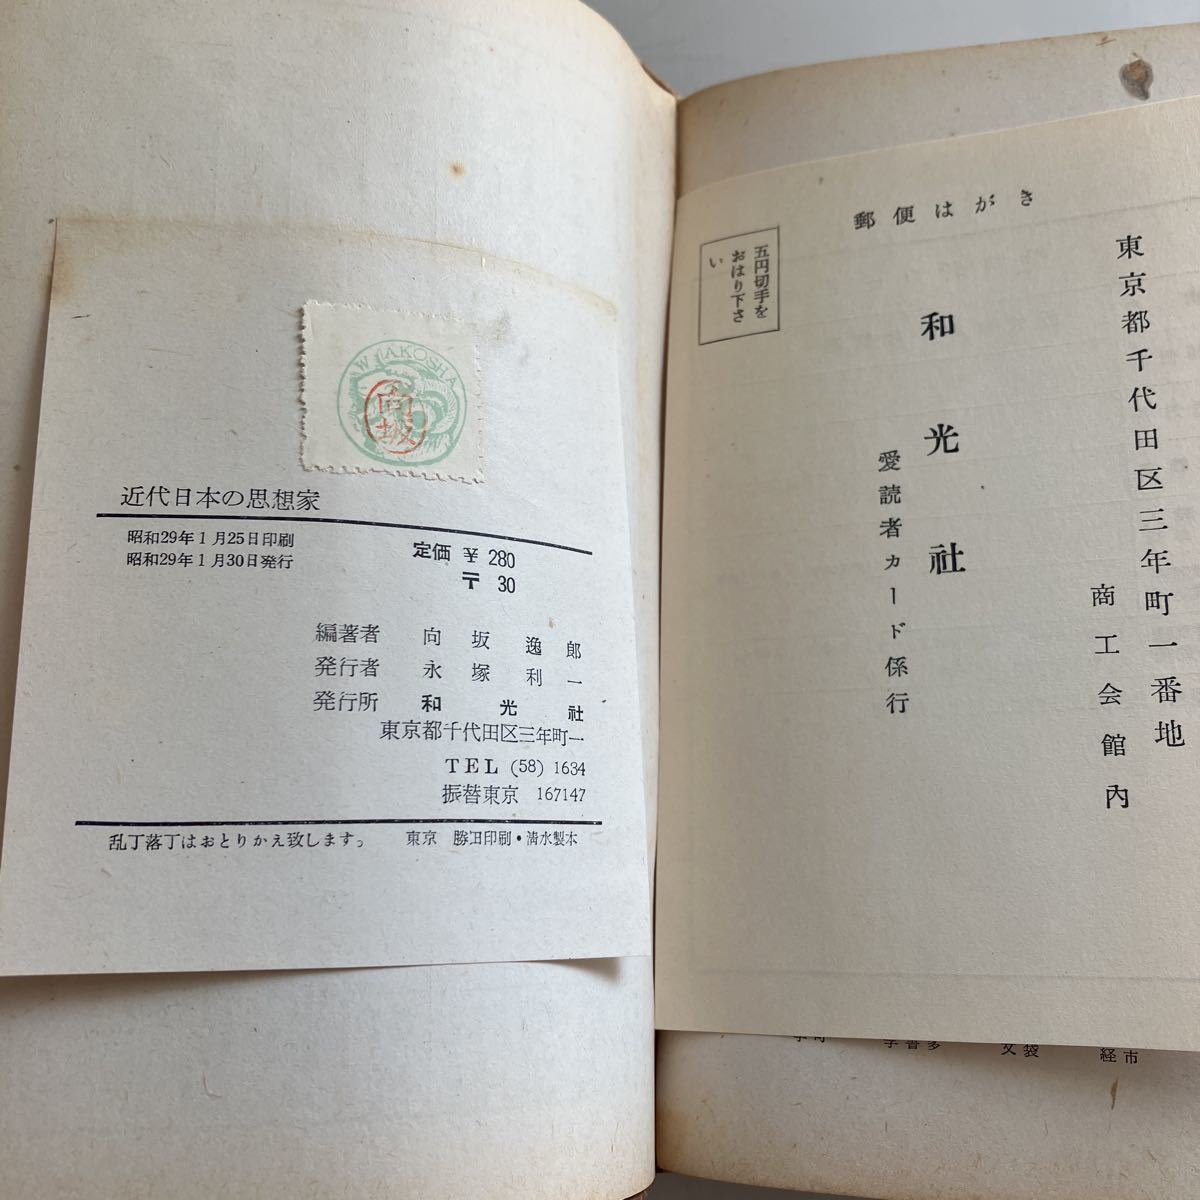 WAKOSHA
向坂
近代日本の思想家
昭和29年1月25日印刷
昭和29年1月30日発行
定価 ¥ 280
〒 30
編著者 向坂逸郎
発行者 永塚利一
発行所 和光社
東京都千代田区三年町一
TEL (58) 1634
振替東京 167147
乱丁落丁はおとりかえ致します。 東京 勝田印刷・清水製本
郵便はがき
五円切手を
おはり下さ
い
東京都千代田区三年町一番地
商工会館内
和光社
愛読者カード係行
多書
文袋
経市